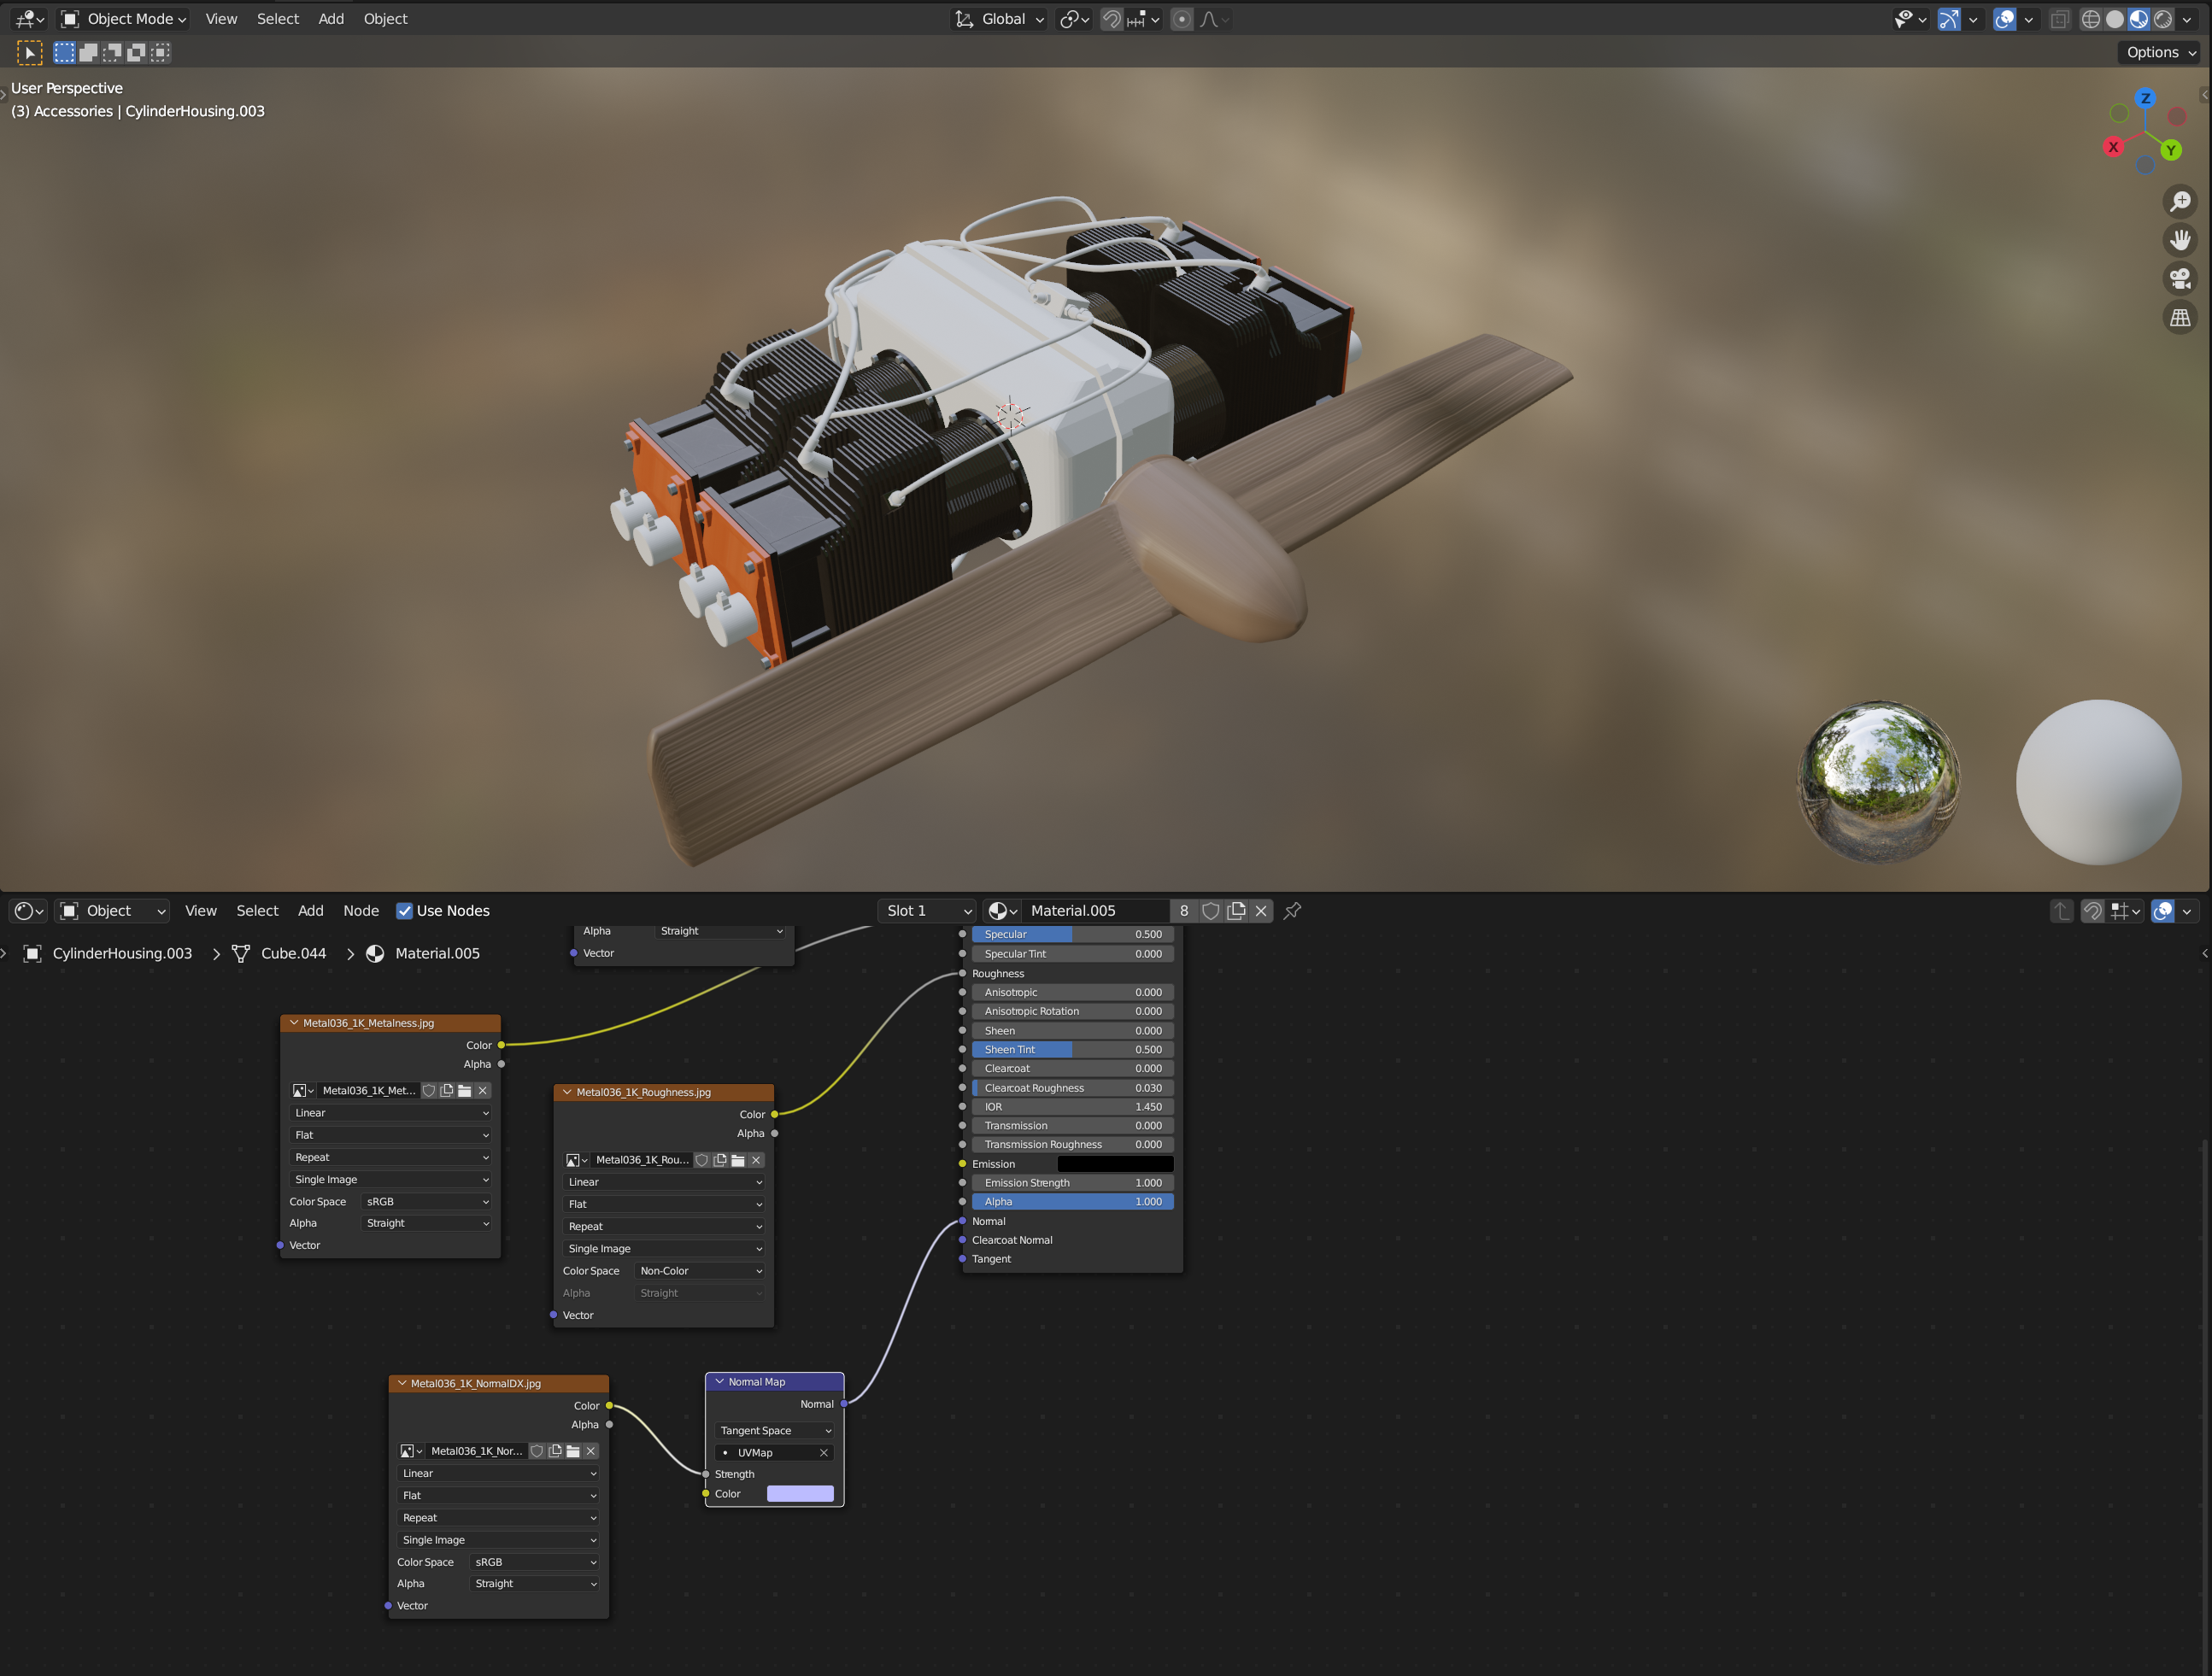 Object Mode View Select Add Object Global
Options
User Perspective
(3) Accessories | CylinderHousing.003
Z
X
Y
Object View Select Add Node Use Nodes Slot 1 Material.005 8
CylinderHousing.003 Cube.044 Material.005
Alpha Straight
Vector
Metal036_1K_Metalness.jpg
Color
Alpha
Metal036_1K_Met...
Linear
Flat
Repeat
Single Image
Color Space sRGB
Alpha Straight
Vector
Metal036_1K_Roughness.jpg
Color
Alpha
Metal036_1K_Rou...
Linear
Flat
Repeat
Single Image
Color Space Non-Color
Alpha Straight
Vector
Specular 0.500
Specular Tint 0.000
Roughness
Anisotropic 0.000
Anisotropic Rotation 0.000
Sheen 0.000
Sheen Tint 0.500
Clearcoat 0.000
Clearcoat Roughness 0.030
IOR 1.450
Transmission 0.000
Transmission Roughness 0.000
Emission
Emission Strength 1.000
Alpha 1.000
Normal
Clearcoat Normal
Tangent
Metal036_1K_NormalDX.jpg
Color
Alpha
Metal036_1K_Nor...
Linear
Flat
Repeat
Single Image
Color Space sRGB
Alpha Straight
Vector
Normal Map
Normal
Tangent Space
UVMap
Strength
Color